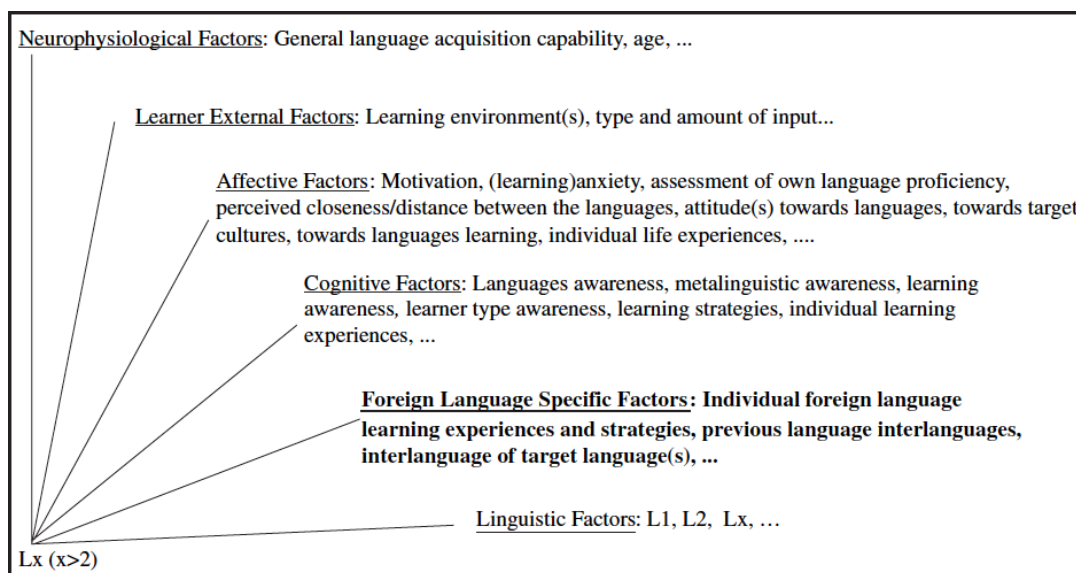 Neurophysiological Factors: General language acquisition capability, age, ...
Learner External Factors: Learning environment(s), type and amount of input...
Affective Factors: Motivation, (learning)anxiety, assessment of own language proficiency,
perceived closeness/distance between the languages, attitude(s) towards languages, towards target
cultures, towards languages learning, individual life experiences, ....
Cognitive Factors: Languages awareness, metalinguistic awareness, learning
awareness, learner type awareness, learning strategies, individual learning
experiences, ...
Foreign Language Specific Factors: Individual foreign language
learning experiences and strategies, previous language interlanguages,
interlanguage of target language(s), ...
Linguistic Factors: L1, L2, Lx, …
Lx (x>2)